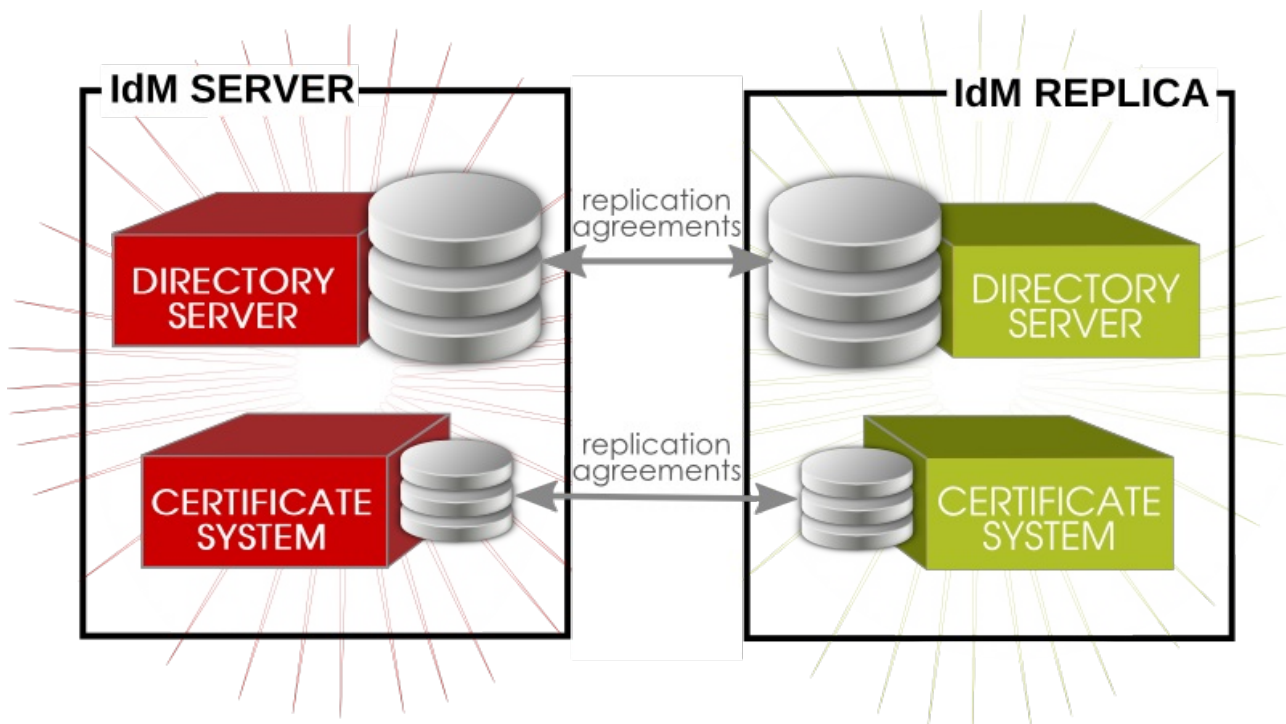 IdM SERVER
IdM REPLICA
replication
agreements
DIRECTORY
SERVER
DIRECTORY
SERVER
replication
agreements
CERTIFICATE
SYSTEM
CERTIFICATE
SYSTEM